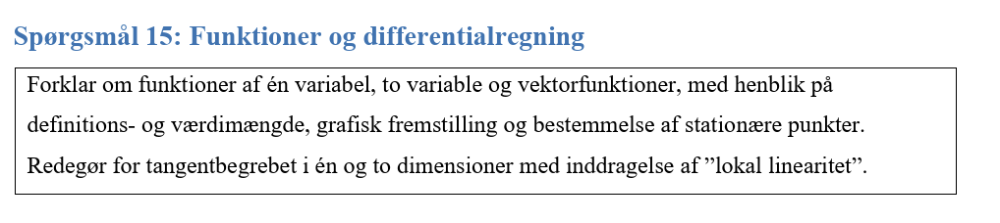 Spørgsmål 15: Funktioner og differentialregning
Forklar om funktioner af én variabel, to variable og vektorfunktioner, med henblik på
definitions- og værdimængde, grafisk fremstilling og bestemmelse af stationære punkter.
Redegør for tangentbegrebet i én og to dimensioner med inddragelse af ”lokal linearitet”.